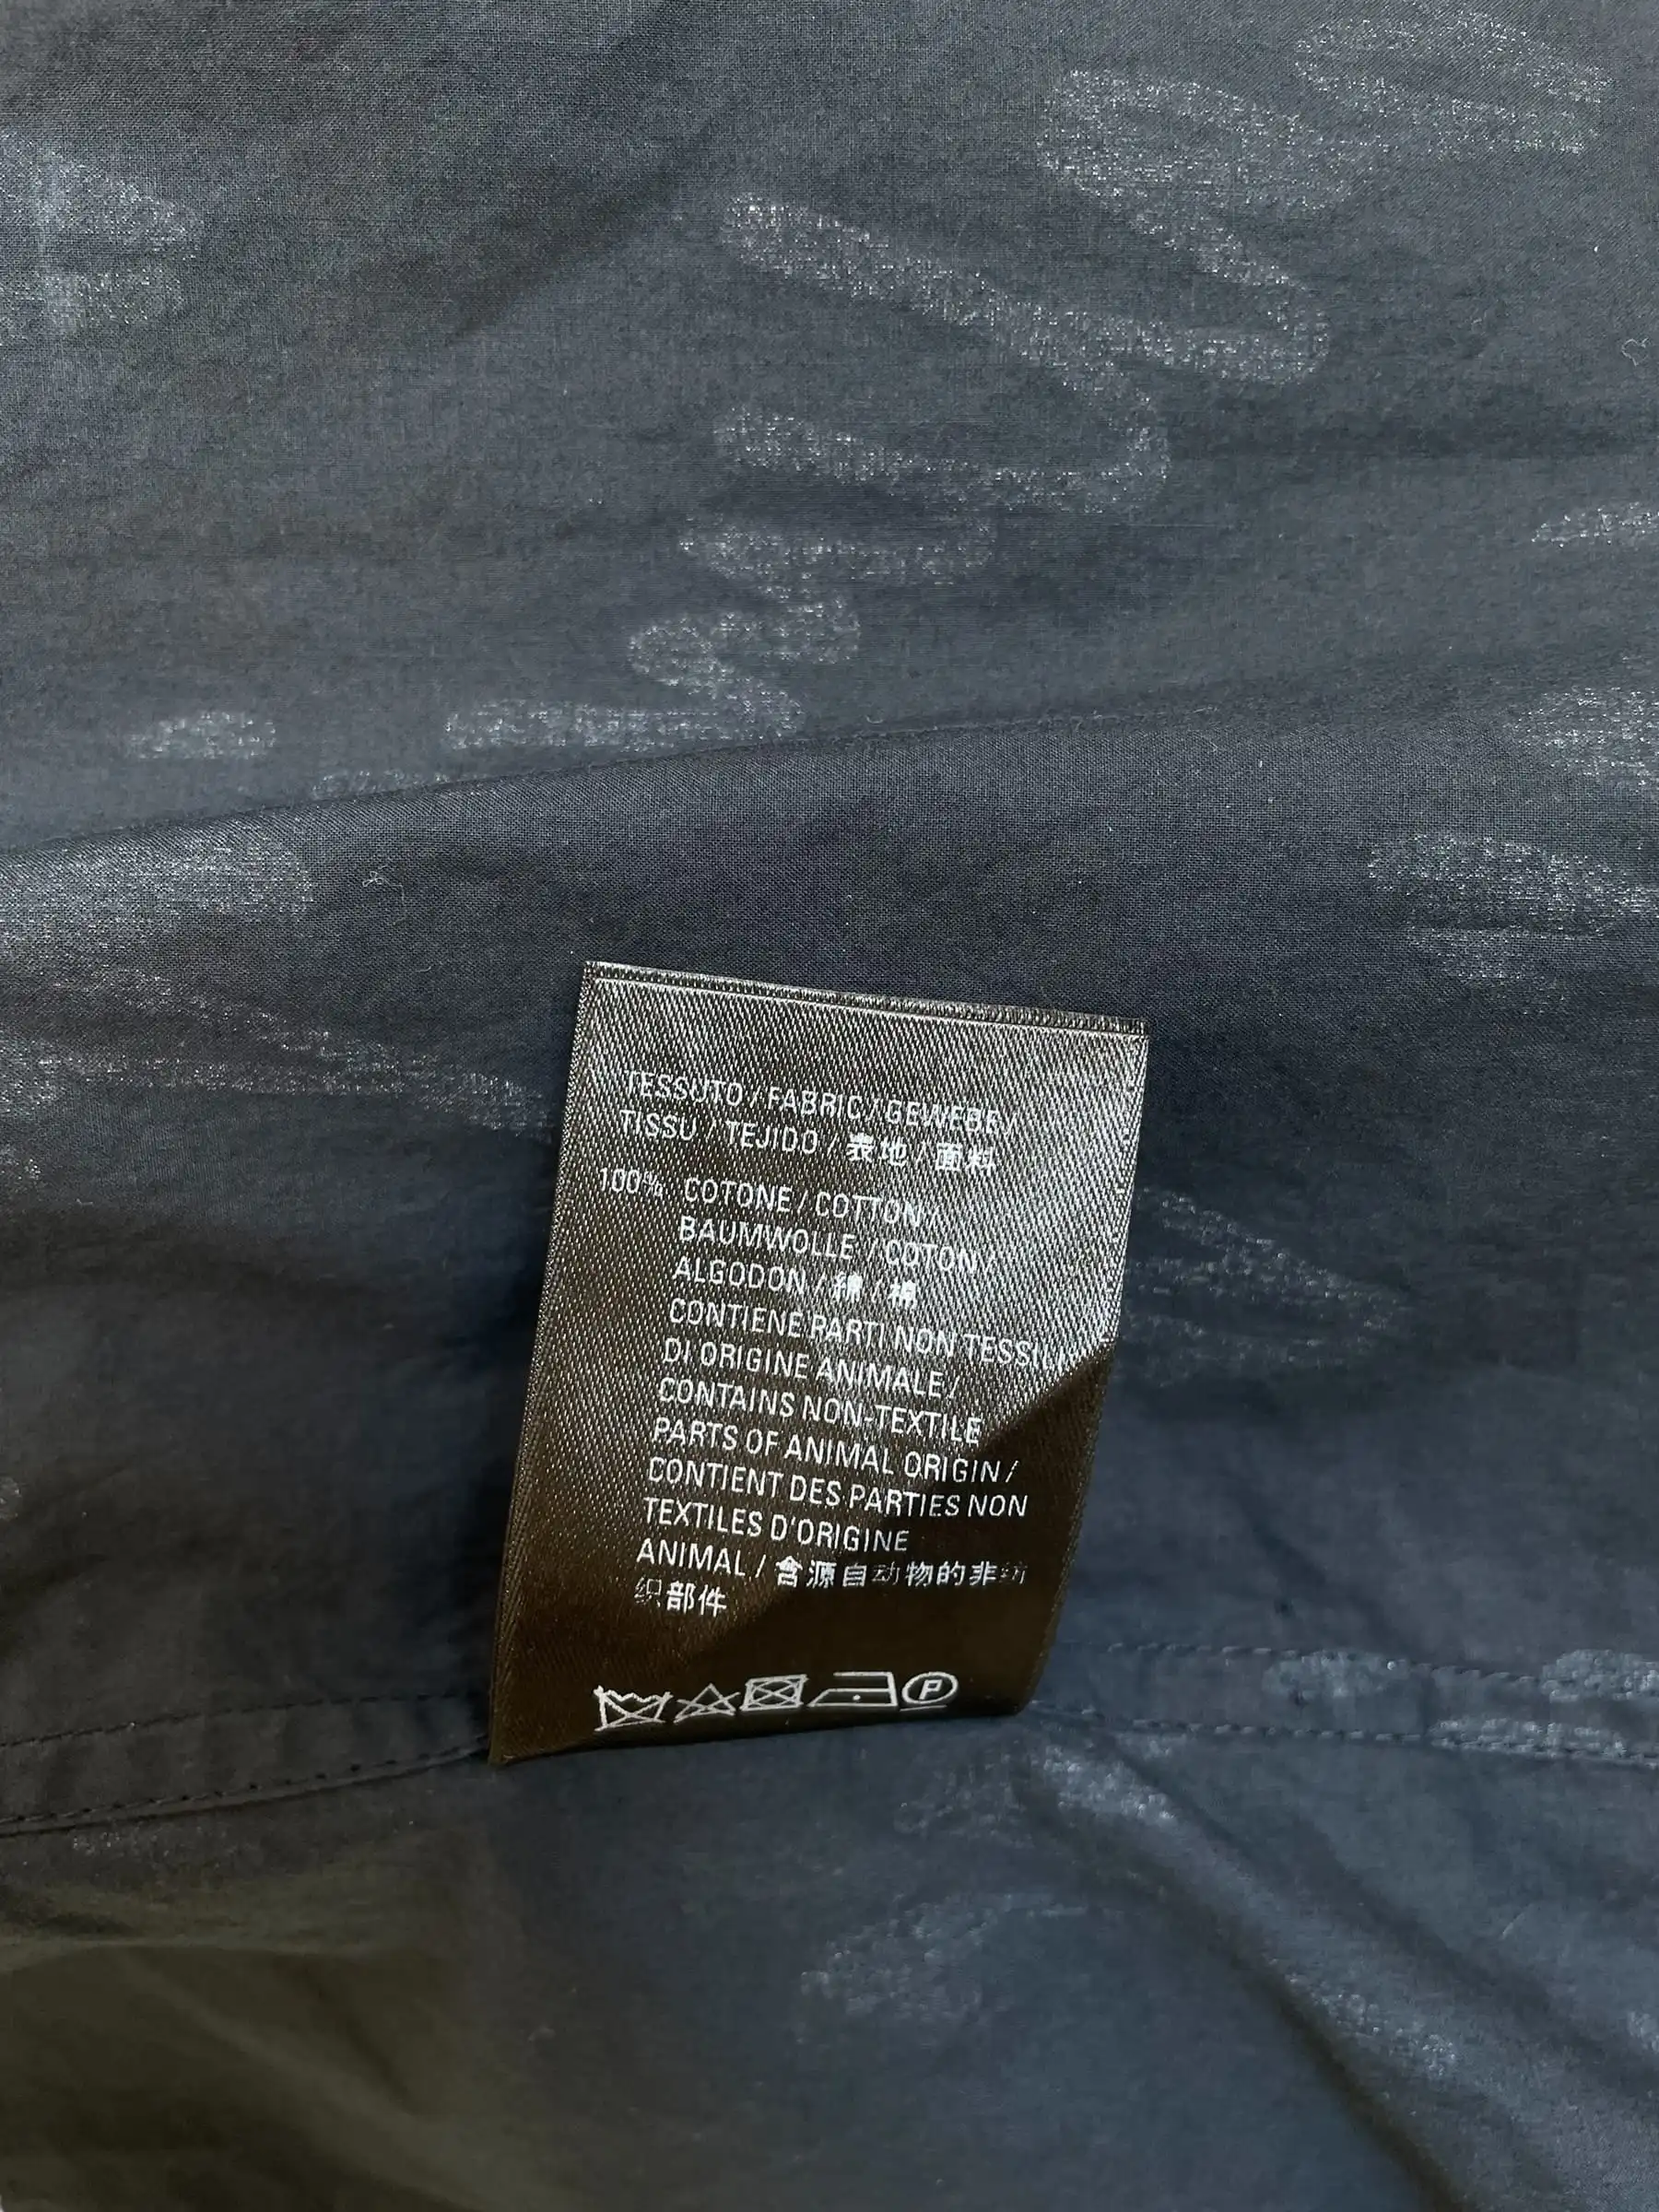 TESSUTO / FABRIC / GEWEBE /
TISSU / TEJIDO / 表地 / 面料
100% COTONE / COTTON /
BAUMWOLLE / COTON /
ALGODON / 綿 / 棉
CONTIENE PARTI NON TESSILI
DI ORIGINE ANIMALE /
CONTAINS NON-TEXTILE
PARTS OF ANIMAL ORIGIN /
CONTIENT DES PARTIES NON
TEXTILES D'ORIGINE
ANIMAL / 含源自动物的非纺
织部件
P